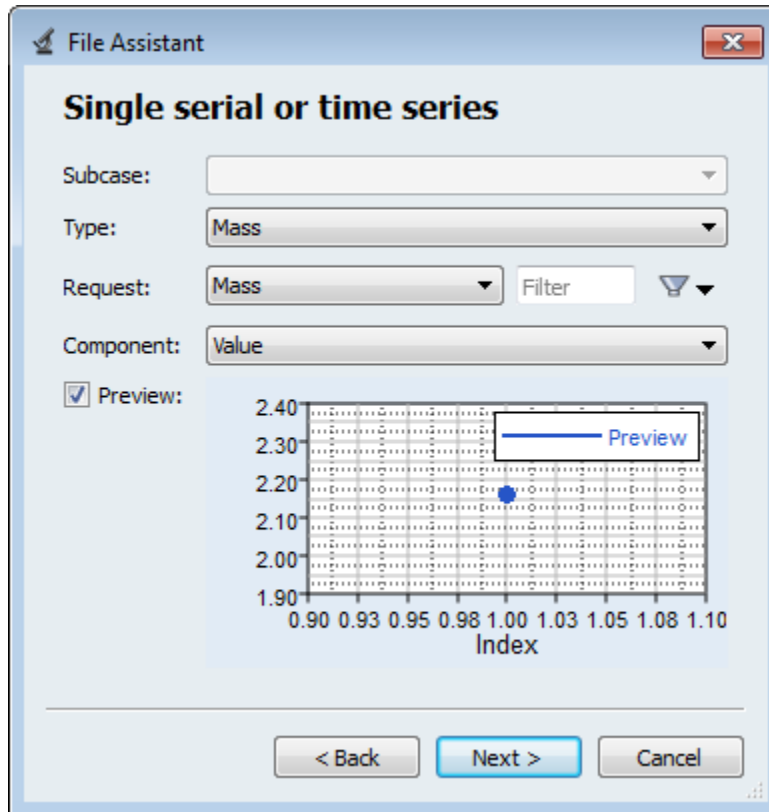 File Assistant
Single serial or time series
Subcase:
Type: Mass
Request: Mass Filter
Component: Value
Preview:
2.40
Preview
2.30
2.20
2.10
2.00
1.90
0.90 0.93 0.95 0.98 1.00 1.03 1.05 1.08 1.10
Index
< Back Next > Cancel